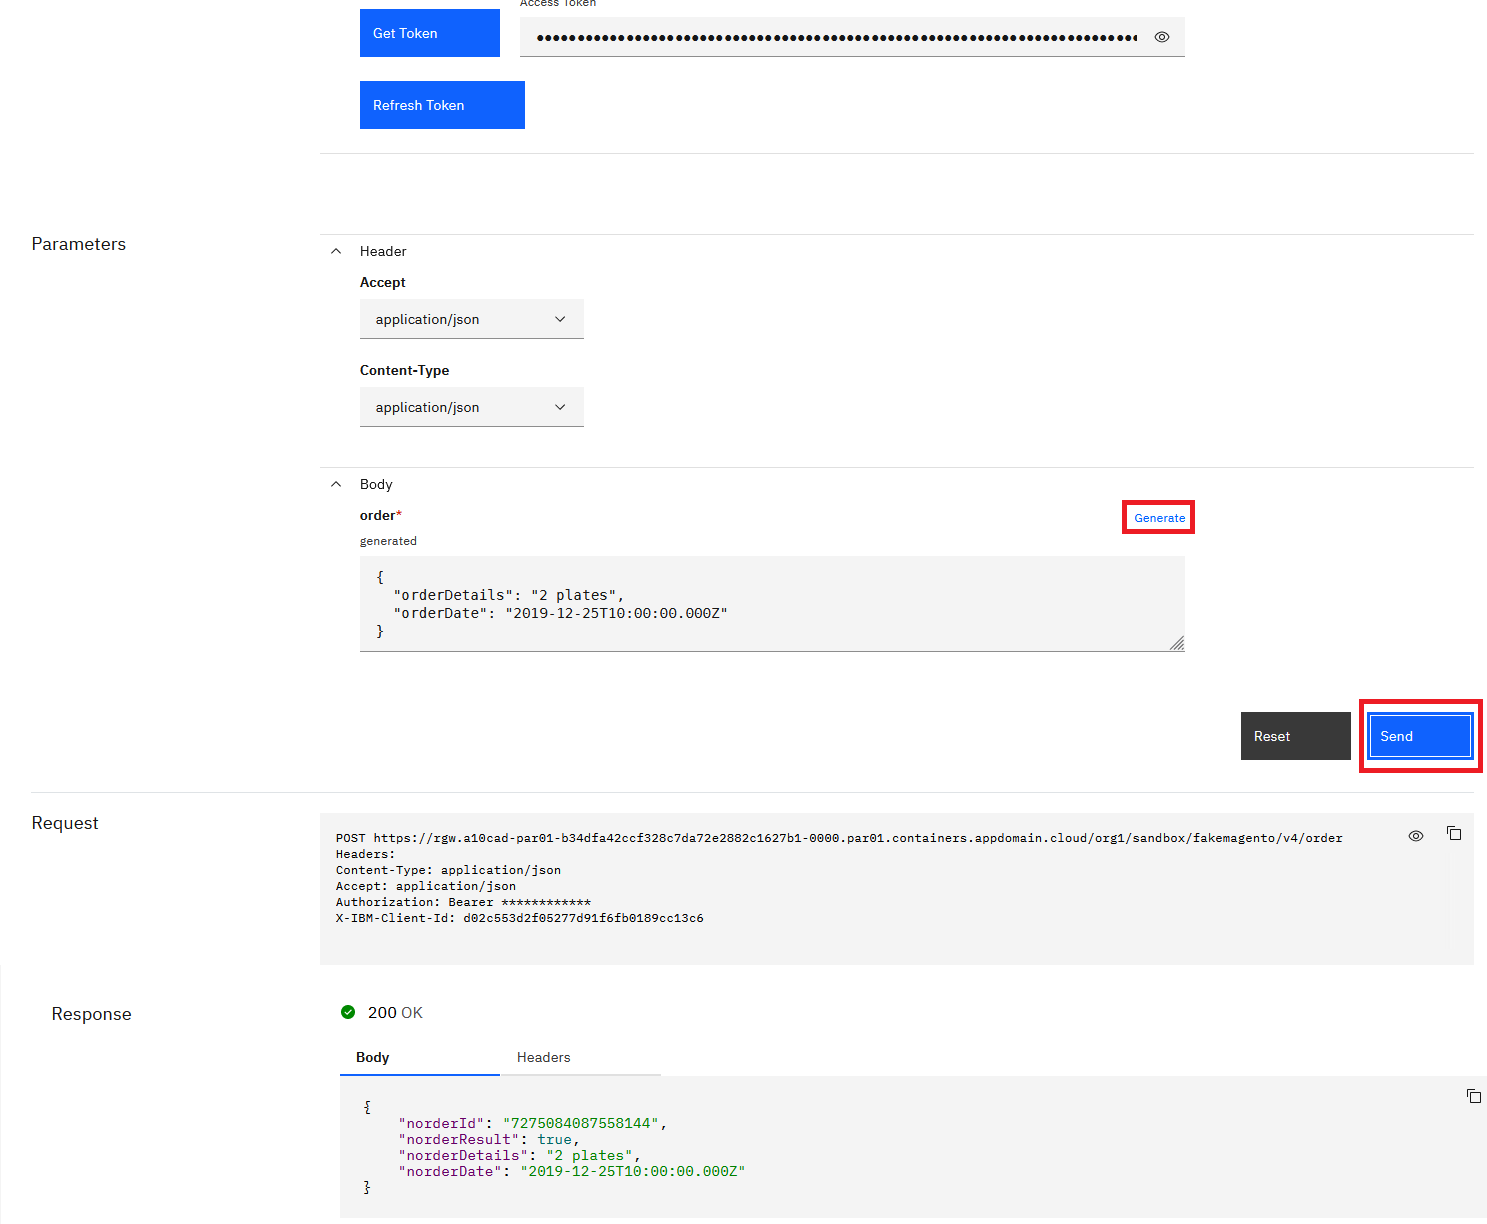 Access Token
Get Token
Refresh Token
Parameters
Header
Accept
application/json
Content-Type
application/json
Body
order*
Generate
generated
{
"orderDetails": "2 plates",
"orderDate": "2019-12-25T10:00:00.000Z"
}
Reset
Send
Request
POST https://rgw.a10cad-par01-b34dfa42ccf328c7da72e2882c1627b1-0000.par01.containers.appdomain.cloud/org1/sandbox/fakemagento/v4/order
Headers:
Content-Type: application/json
Accept: application/json
Authorization: Bearer ************
X-IBM-Client-Id: d02c553d2f05277d91f6fb0189cc13c6
Response
200 OK
Body Headers
{
"norderId": "7275084087558144",
"norderResult": true,
"norderDetails": "2 plates",
"norderDate": "2019-12-25T10:00:00.000Z"
}